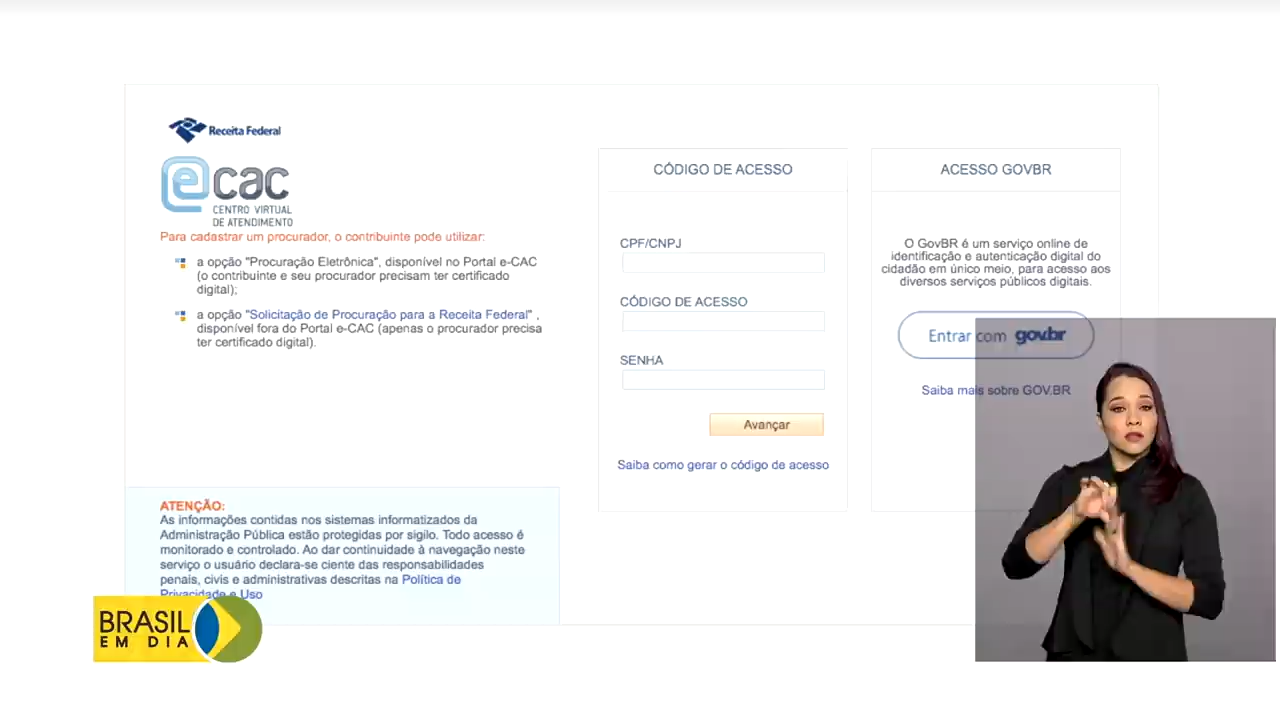 Receita Federal
e cac
CENTRO VIRTUAL
DE ATENDIMENTO
Para cadastrar um procurador, o contribuinte pode utilizar:
a opção "Procuração Eletrônica", disponível no Portal e-CAC
(o contribuinte e seu procurador precisam ter certificado
digital);
a opção "Solicitação de Procuração para a Receita Federal" ,
disponível fora do Portal e-CAC (apenas o procurador precisa
ter certificado digital).
ATENÇÃO:
As informações contidas nos sistemas informatizados da
Administração Pública estão protegidas por sigilo. Todo acesso é
monitorado e controlado. Ao dar continuidade à navegação neste
serviço o usuário declara-se ciente das responsabilidades
penais, civis e administrativas descritas na Política de
Privacidade e Uso
CÓDIGO DE ACESSO
CPF/CNPJ
CÓDIGO DE ACESSO
SENHA
Avançar
Saiba como gerar o código de acesso
ACESSO GOVBR
O GovBR é um serviço online de
identificação e autenticação digital do
cidadão em único meio, para acesso aos
diversos serviços públicos digitais.
Entrar com gov.br
Saiba mais sobre GOV.BR
BRASIL
EM DIA